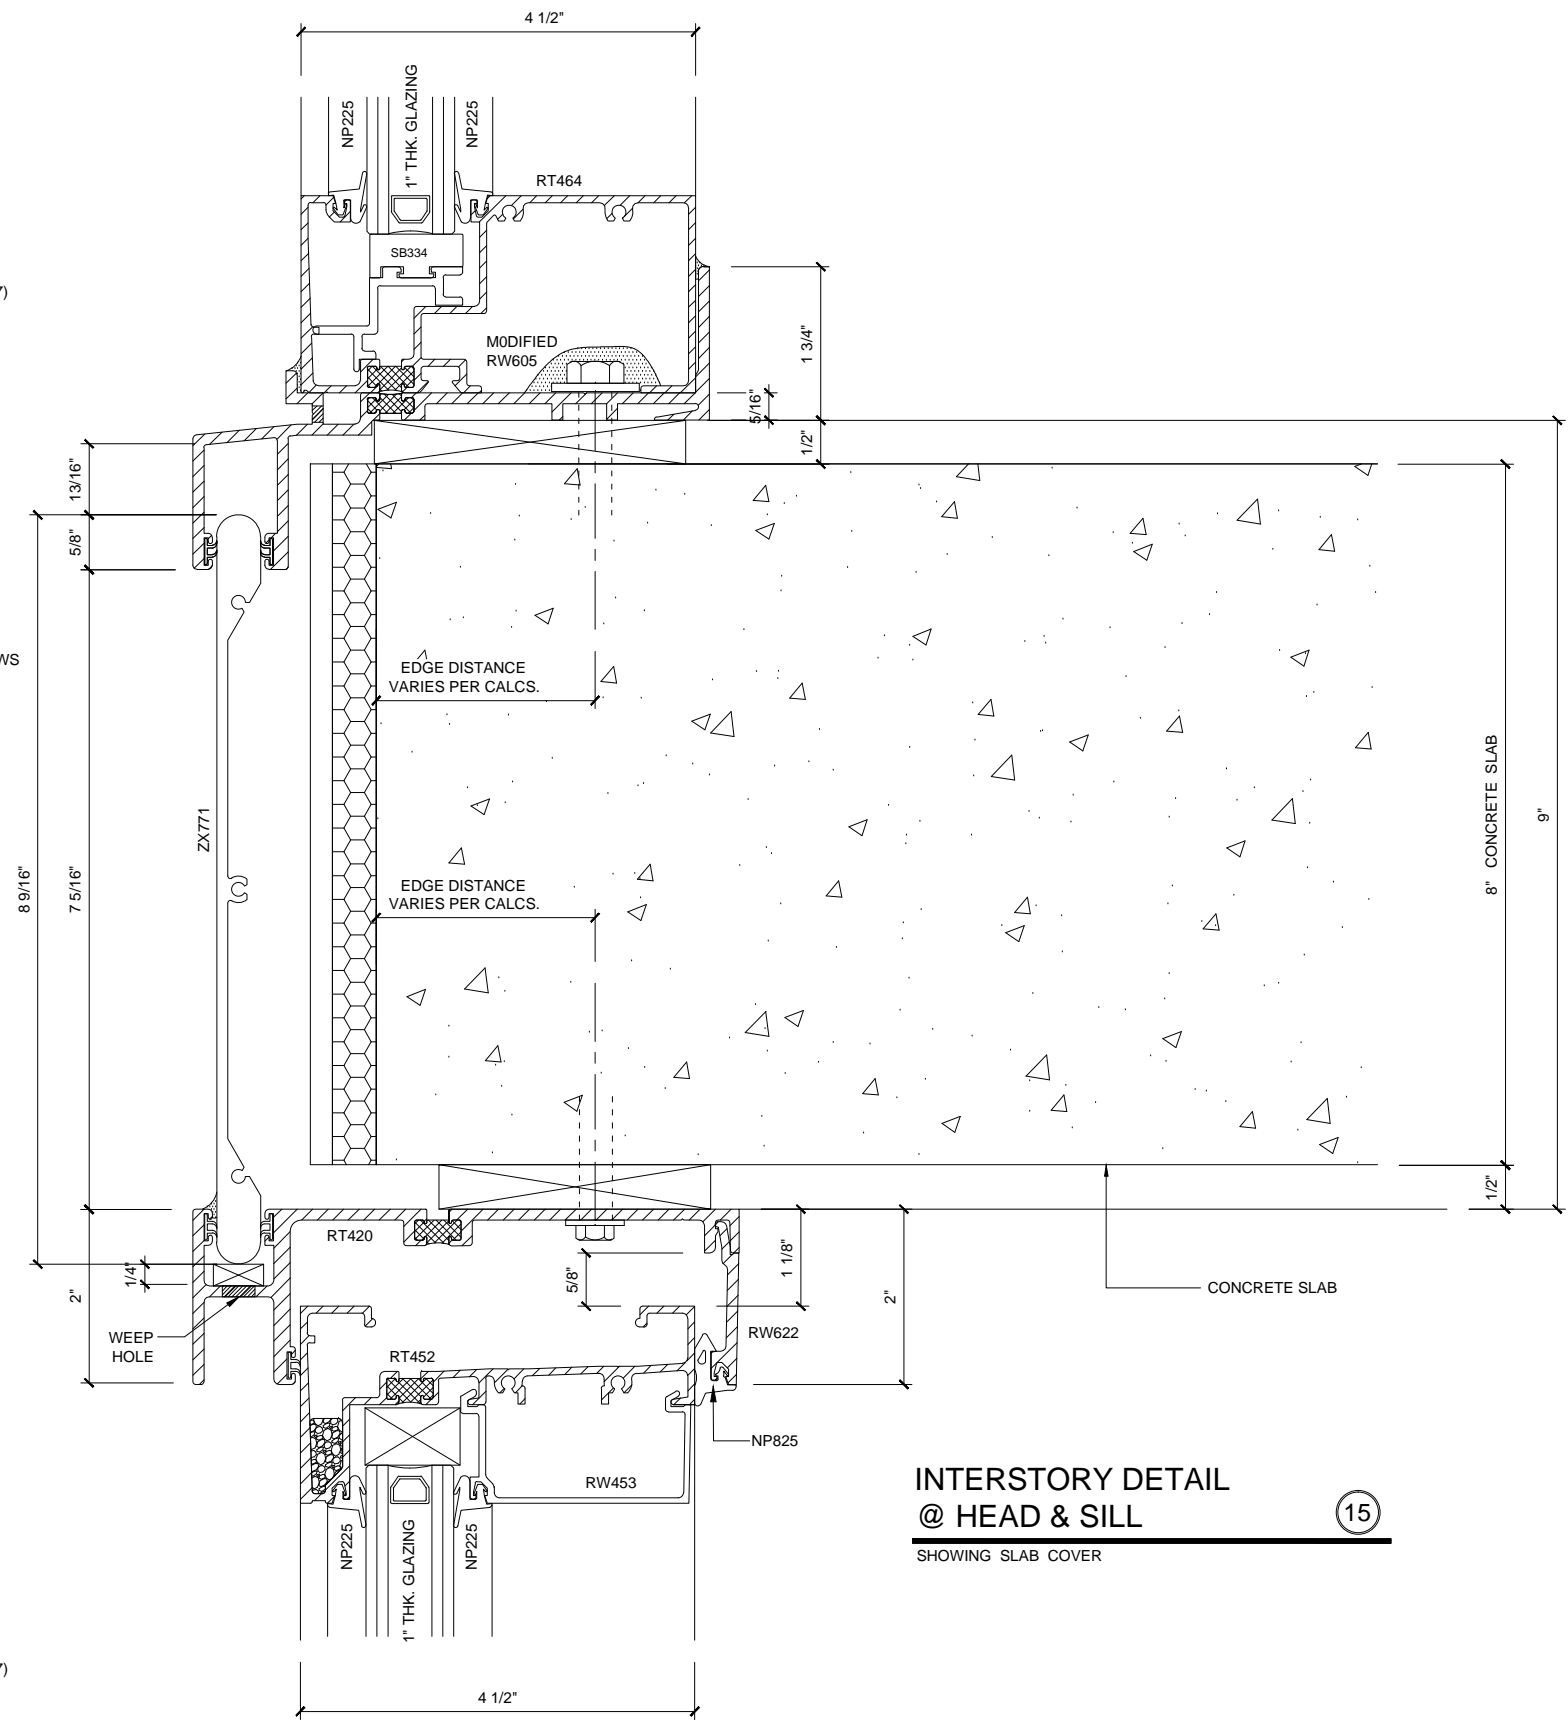 4 1/2"
NP225
1" THK. GLAZING
NP225
RT464
SB334
7)
M0DIFIED
RW605
1 3/4"
5/16"
1/2"
13/16"
5/8"
WS
EDGE DISTANCE
VARIES PER CALCS.
8" CONCRETE SLAB
9"
ZX771
8 9/16"
7 5/16"
EDGE DISTANCE
VARIES PER CALCS.
1/2"
RT420
1/4"
2"
5/8"
1 1/8"
2"
CONCRETE SLAB
WEEP
HOLE
RW622
RT452
NP825
RW453
INTERSTORY DETAIL
@ HEAD & SILL
15
SHOWING SLAB COVER
NP225
1" THK. GLAZING
NP225
7)
4 1/2"